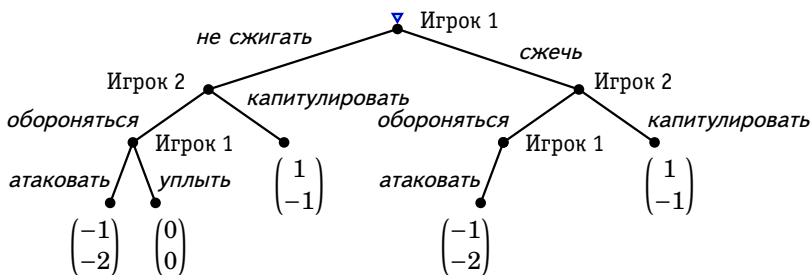 Игрок 1
не сжигать сжечь
Игрок 2 Игрок 2
капитулировать
обороняться обороняться капитулировать
Игрок 1 Игрок 1
атаковать уплыть атаковать
1 1
−1 −1
−1 0 −1
−2 0 −2